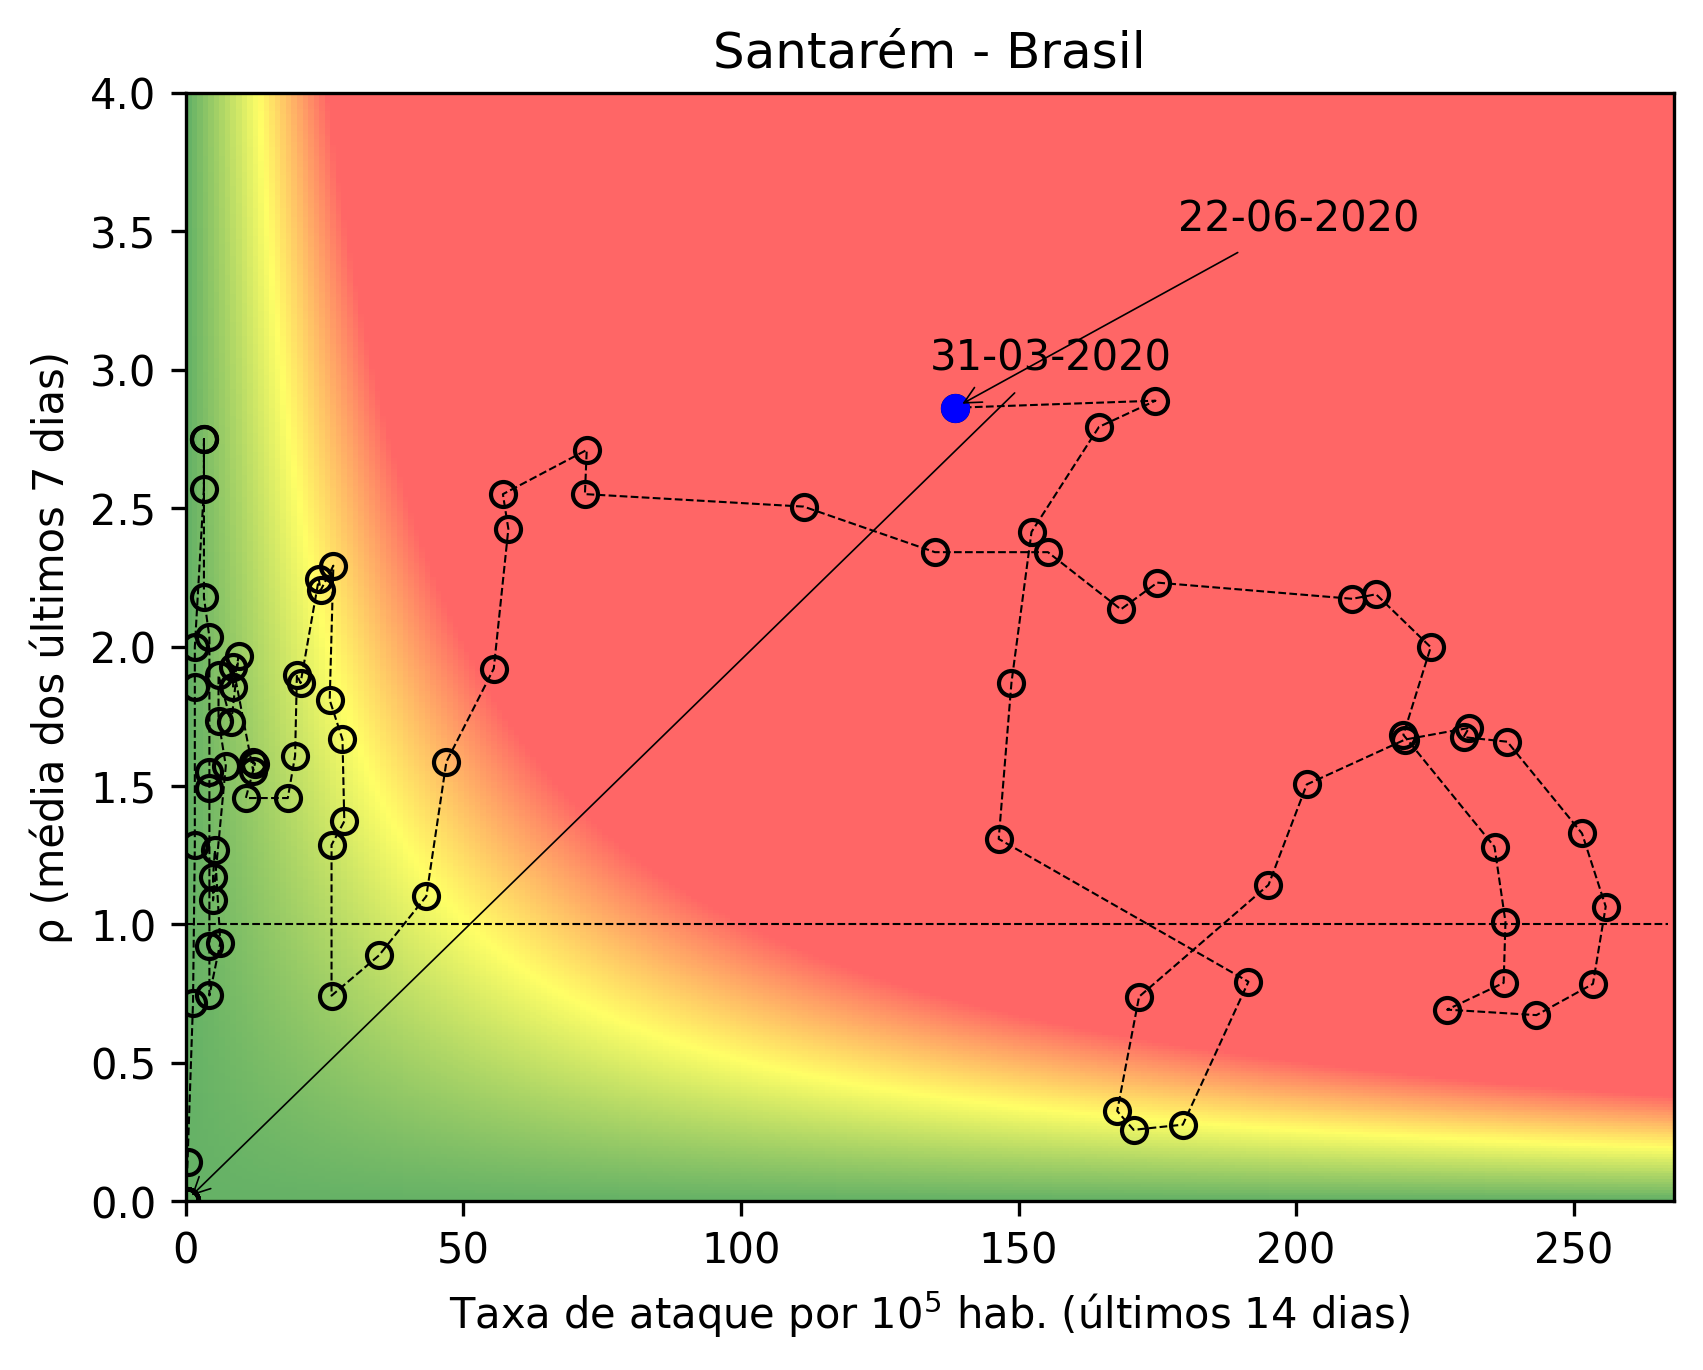 Santarém - Brasil
4.0
3.5
3.0
2.5
2.0
1.5
1.0
0.5
0.0
ρ (média dos últimos 7 dias)
22-06-2020
31-03-2020
0 50 100 150 200 250
Taxa de ataque por 10⁵ hab. (últimos 14 dias)